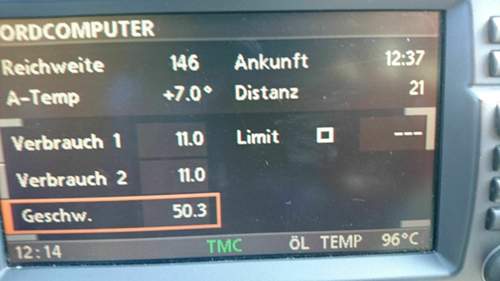 ORDCOMPUTER
Reichweite 146 Ankunft 12:37
A-Temp +7.0° Distanz 21
Verbrauch 1 11.0 Limit ---
Verbrauch 2 11.0
Geschw. 50.3
12:14 TMC ÖL TEMP 96°C